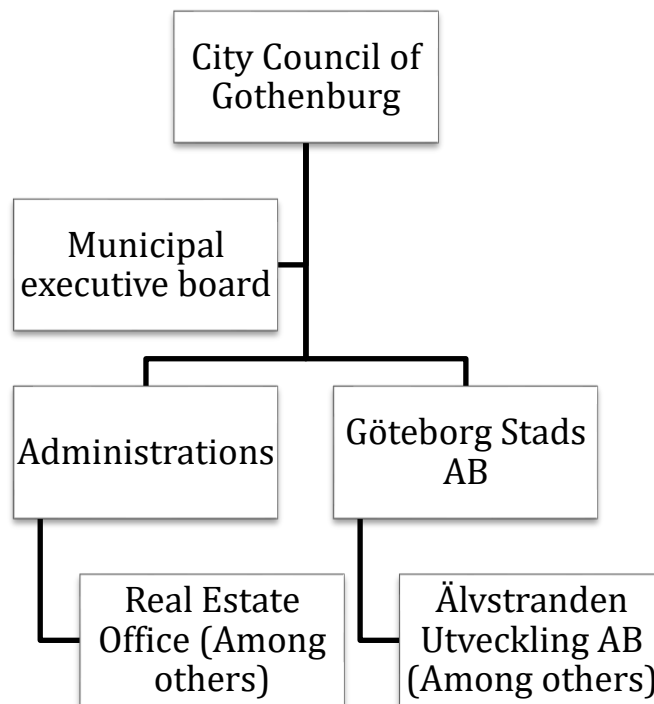 City Council of
Gothenburg
Municipal
executive board
Administrations
Göteborg Stads
AB
Real Estate
Office (Among
others)
Älvstranden
Utveckling AB
(Among others)